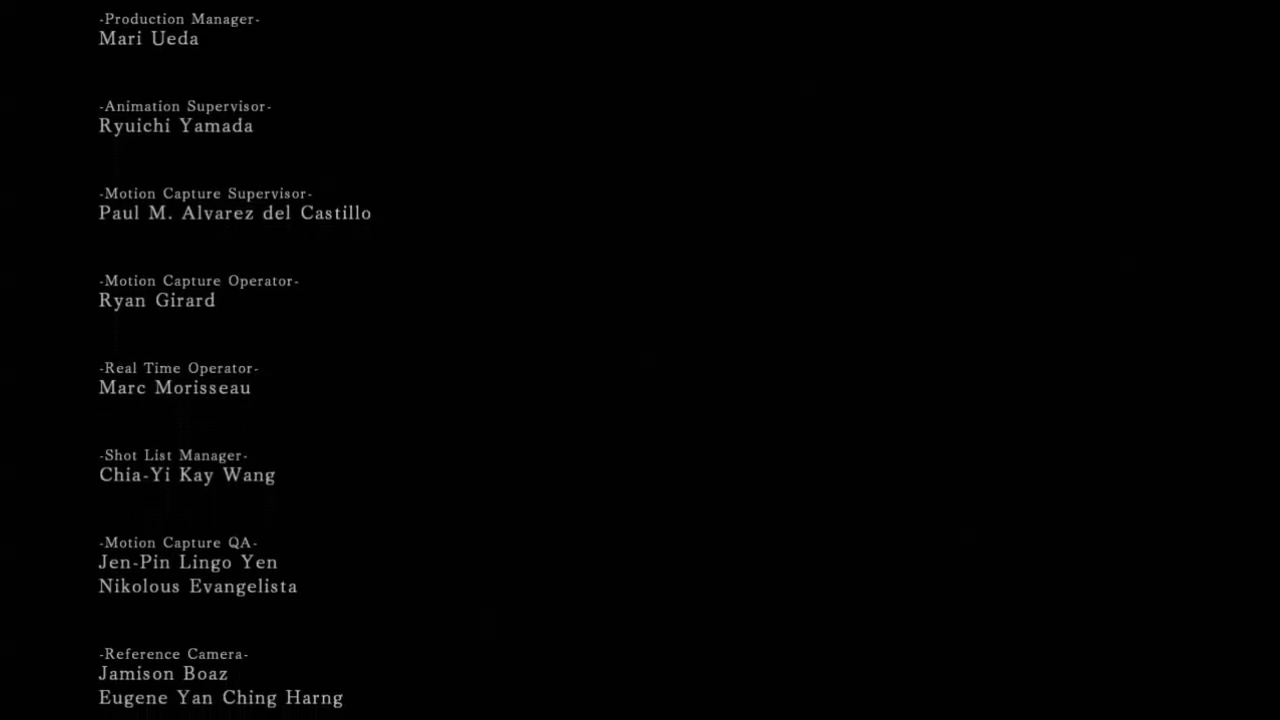 -Production Manager-
Mari Ueda
-Animation Supervisor-
Ryuichi Yamada
-Motion Capture Supervisor-
Paul M. Alvarez del Castillo
-Motion Capture Operator-
Ryan Girard
-Real Time Operator-
Marc Morisseau
-Shot List Manager-
Chia-Yi Kay Wang
-Motion Capture QA-
Jen-Pin Lingo Yen
Nikolous Evangelista
-Reference Camera-
Jamison Boaz
Eugene Yan Ching Harng